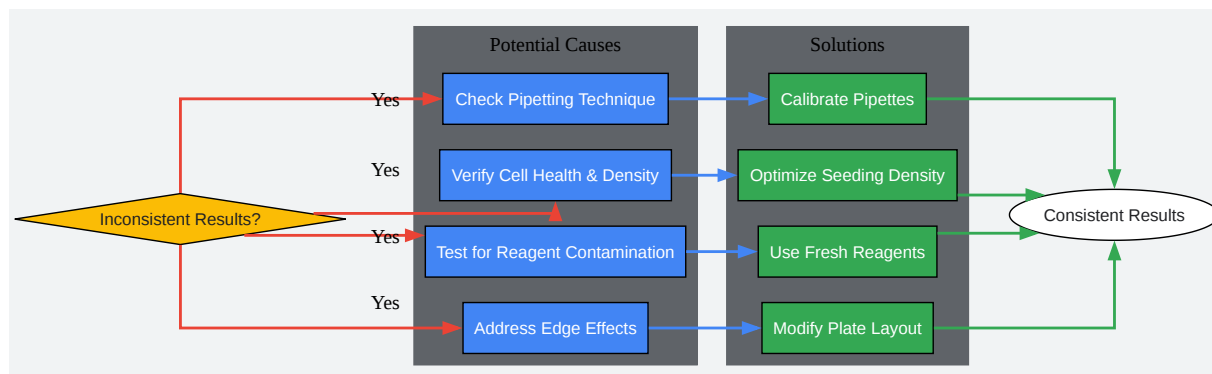 Potential Causes
Solutions
Yes
Check Pipetting Technique
Calibrate Pipettes
Yes
Verify Cell Health & Density
Optimize Seeding Density
Inconsistent Results?
Consistent Results
Yes
Test for Reagent Contamination
Use Fresh Reagents
Yes
Address Edge Effects
Modify Plate Layout